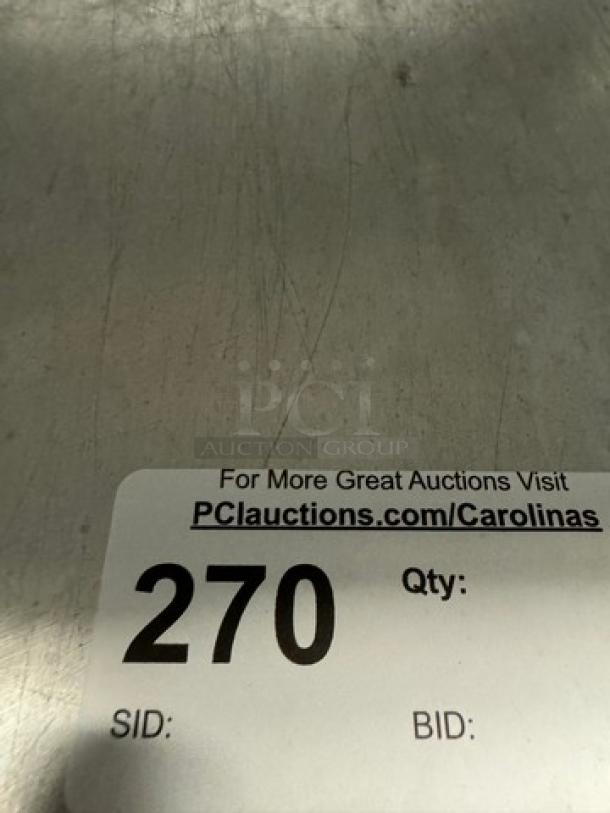 PCI
AUCTION GROUP
For More Great Auctions Visit
PCIauctions.com/Carolinas
270 Qty:
SID: BID: